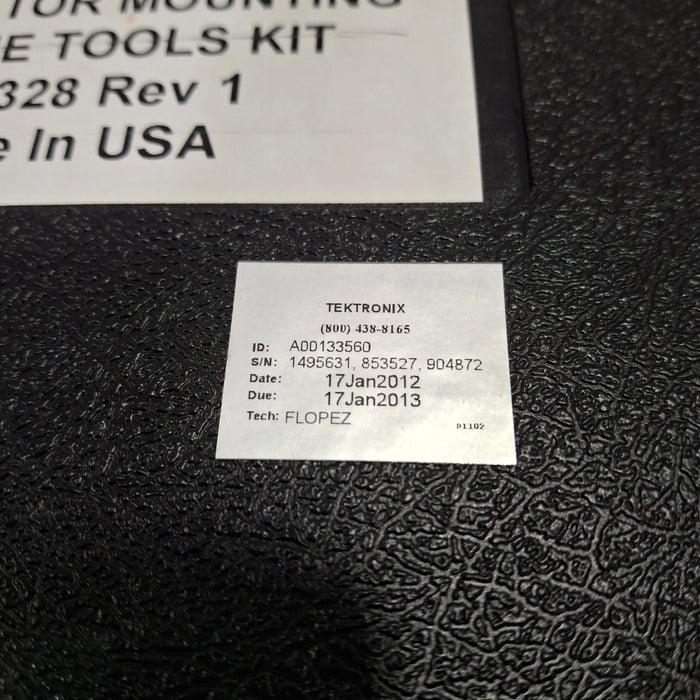 TOR MOUNTING
E TOOLS KIT
328 Rev 1
e In USA
TEKTRONIX
(800) 438-8165
ID: A00133560
S/N: 1495631, 853527, 904872
Date: 17Jan2012
Due: 17Jan2013
Tech: FLOPEZ
D1102